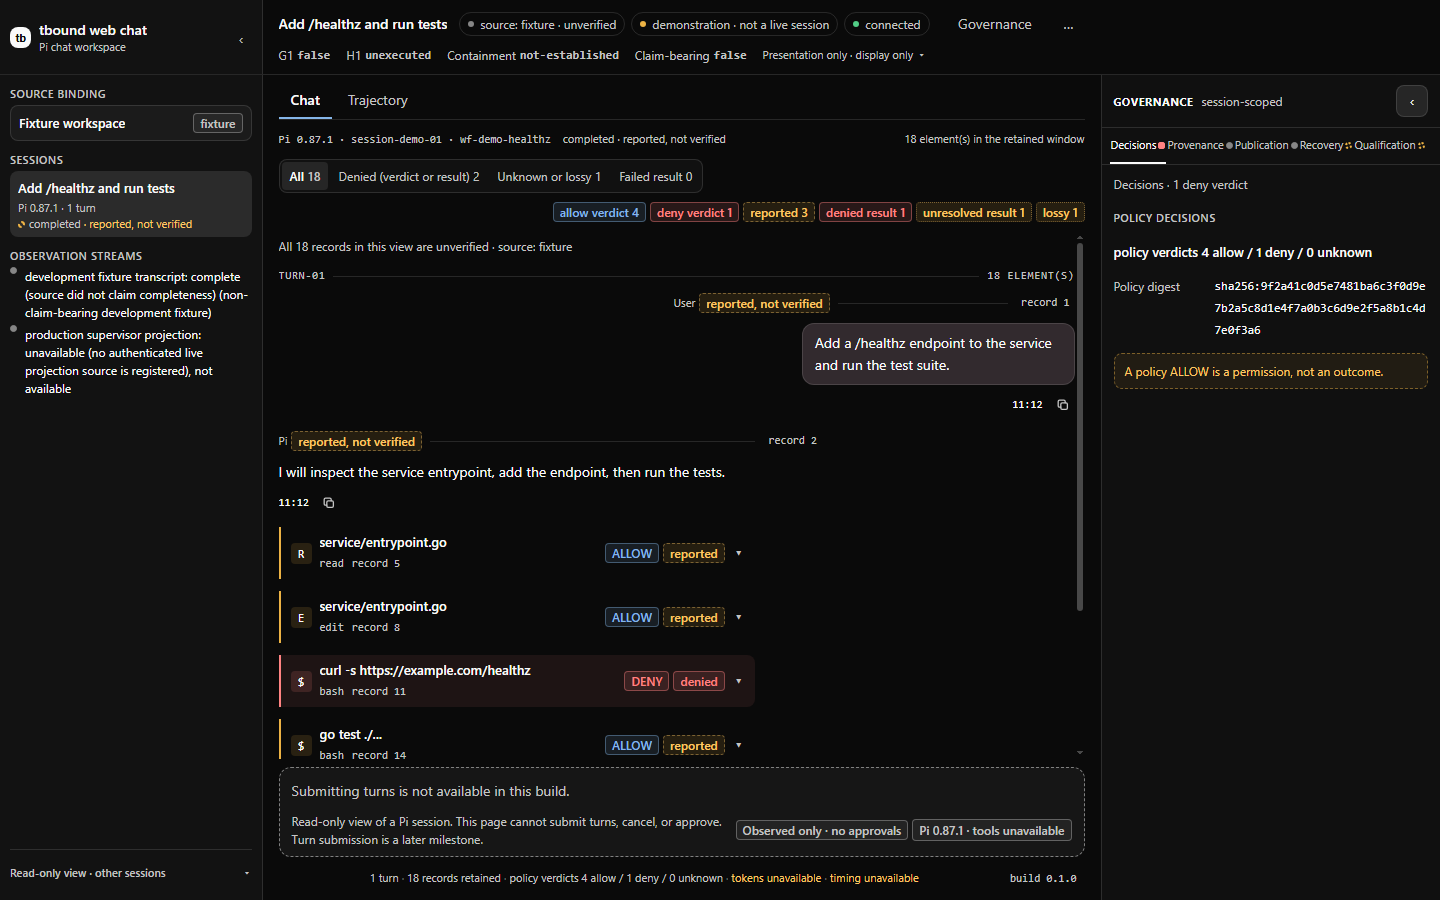 tb
tbound web chat
Pi chat workspace
SOURCE BINDING
Fixture workspace
fixture
SESSIONS
Add /healthz and run tests
Pi 0.87.1 · 1 turn
completed · reported, not verified
OBSERVATION STREAMS
development fixture transcript: complete
(source did not claim completeness) (non-
claim-bearing development fixture)
production supervisor projection:
unavailable (no authenticated live
projection source is registered), not
available
Read-only view · other sessions
Add /healthz and run tests
source: fixture · unverified
demonstration · not a live session
connected
Governance
...
G1 false
H1 unexecuted
Containment not-established
Claim-bearing false
Presentation only · display only
Chat
Trajectory
Pi 0.87.1 · session-demo-01 · wf-demo-healthz
completed · reported, not verified
18 element(s) in the retained window
All 18
Denied (verdict or result) 2
Unknown or lossy 1
Failed result 0
allow verdict 4
deny verdict 1
reported 3
denied result 1
unresolved result 1
lossy 1
All 18 records in this view are unverified · source: fixture
TURN-01
18 ELEMENT(S)
User reported, not verified
record 1
Add a /healthz endpoint to the service
and run the test suite.
11:12
Pi reported, not verified
record 2
I will inspect the service entrypoint, add the endpoint, then run the tests.
11:12
R
service/entrypoint.go
read record 5
ALLOW
reported
E
service/entrypoint.go
edit record 8
ALLOW
reported
$
curl -s https://example.com/healthz
bash record 11
DENY
denied
$
go test ./...
bash record 14
ALLOW
reported
Submitting turns is not available in this build.
Read-only view of a Pi session. This page cannot submit turns, cancel, or approve.
Turn submission is a later milestone.
Observed only · no approvals
Pi 0.87.1 · tools unavailable
1 turn · 18 records retained · policy verdicts 4 allow / 1 deny / 0 unknown · tokens unavailable · timing unavailable
build 0.1.0
GOVERNANCE session-scoped
Decisions
Provenance
Publication
Recovery
Qualification
Decisions · 1 deny verdict
POLICY DECISIONS
policy verdicts 4 allow / 1 deny / 0 unknown
Policy digest
sha256:9f2a41c0d5e7481ba6c3f0d9e
7b2a5c8d1e4f7a0b3c6d9e2f5a8b1c4d
7e0f3a6
A policy ALLOW is a permission, not an outcome.